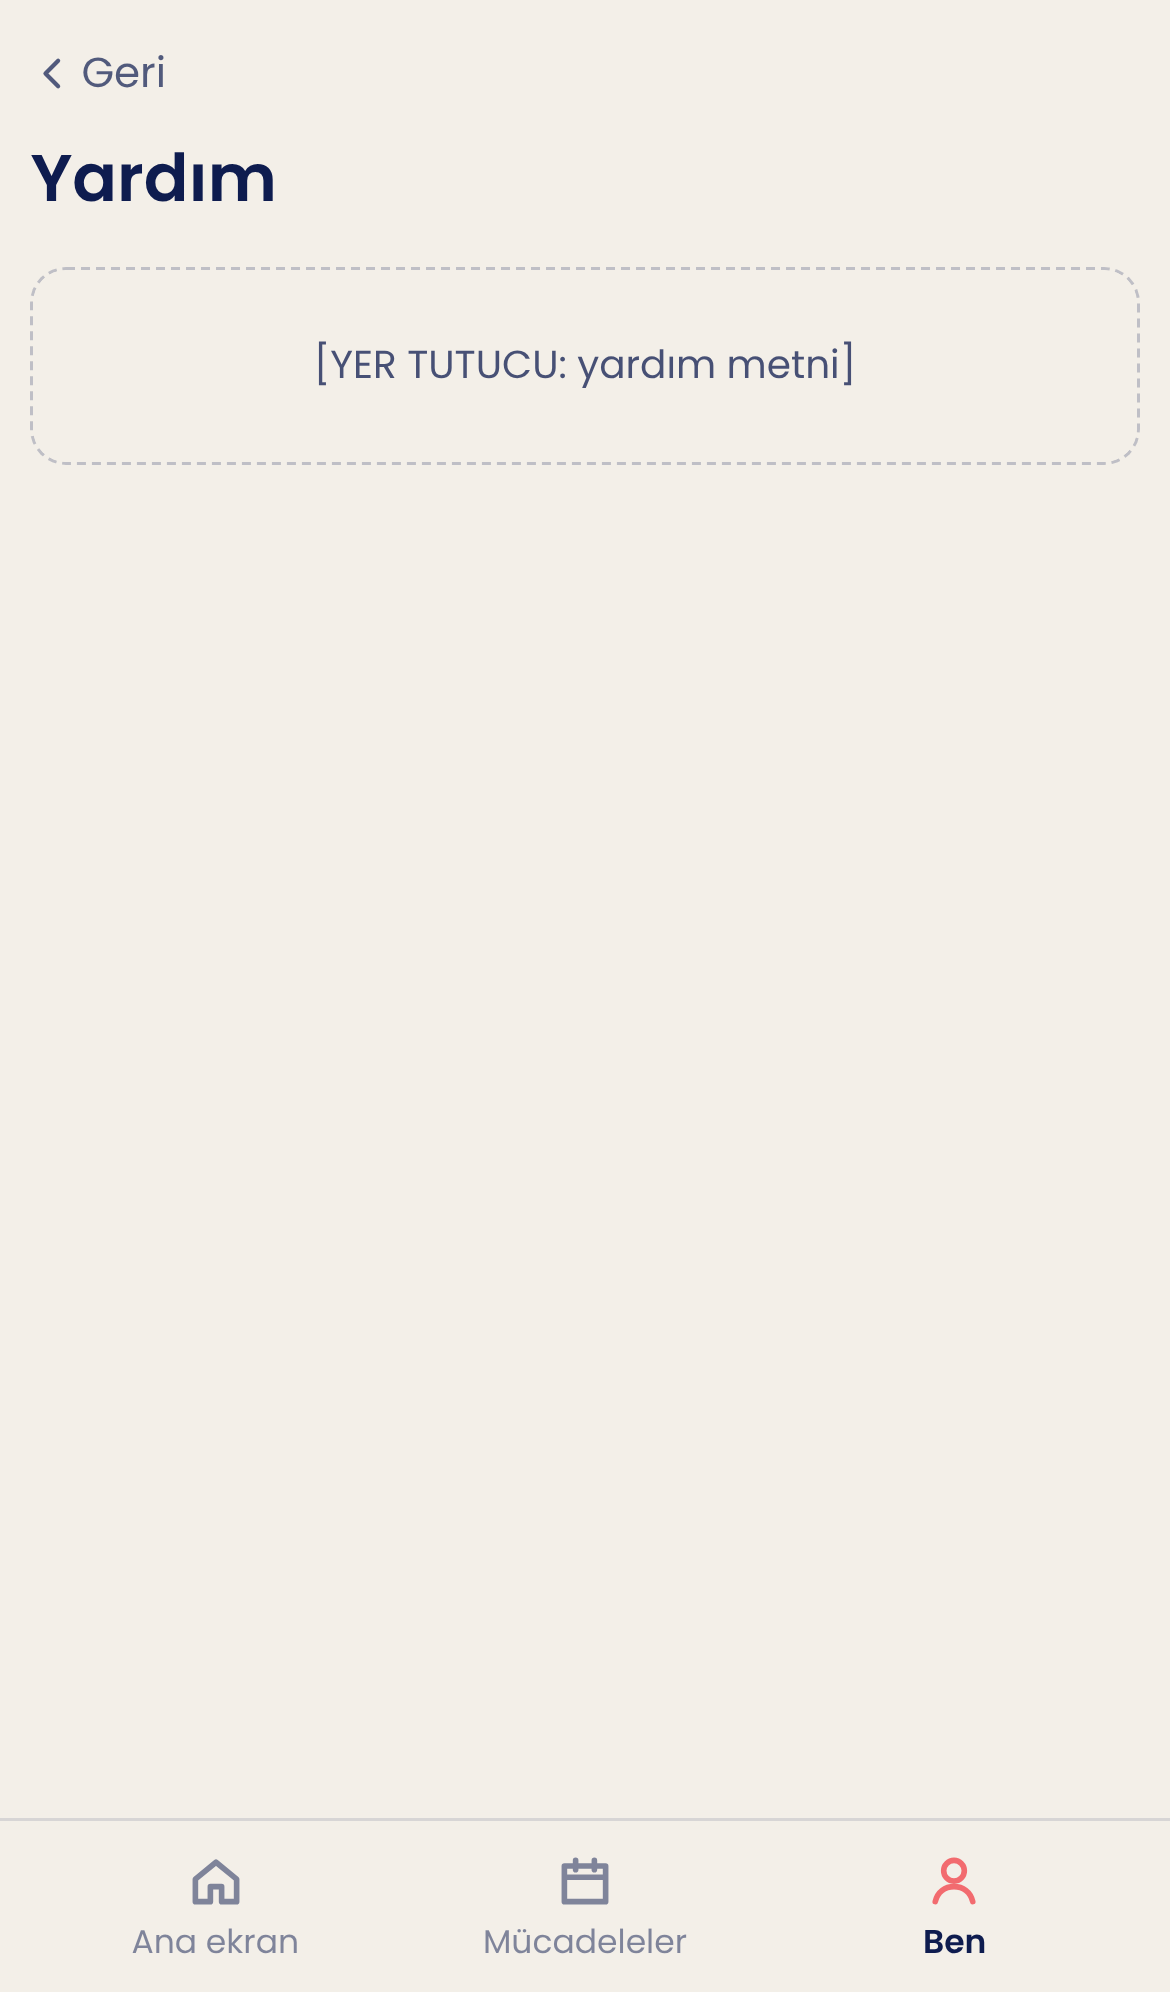 Geri
Yardım
[YER TUTUCU: yardım metni]
Ana ekran
Mücadeleler
Ben